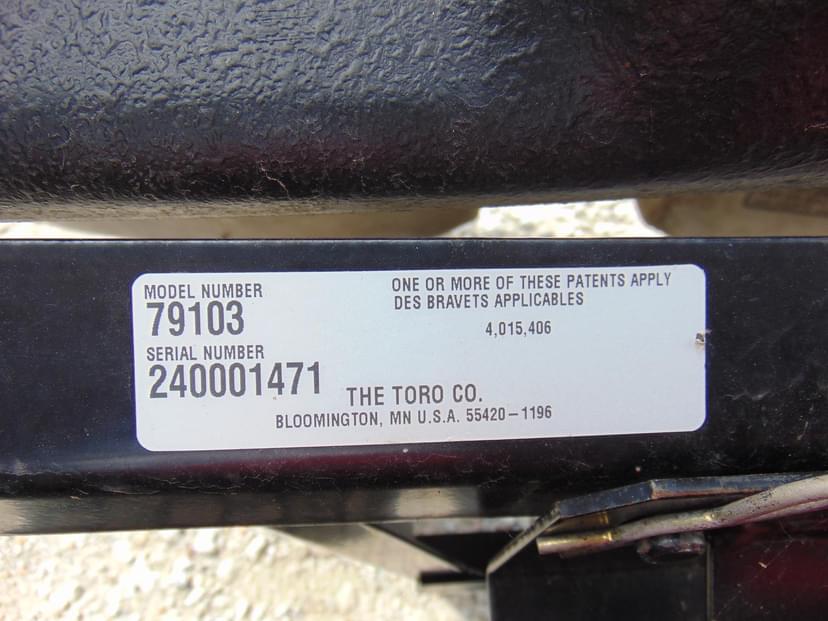 MODEL NUMBER
79103
SERIAL NUMBER
240001471
ONE OR MORE OF THESE PATENTS APPLY
DES BRAVETS APPLICABLES
4,015,406
THE TORO CO.
BLOOMINGTON, MN U.S.A. 55420-1196